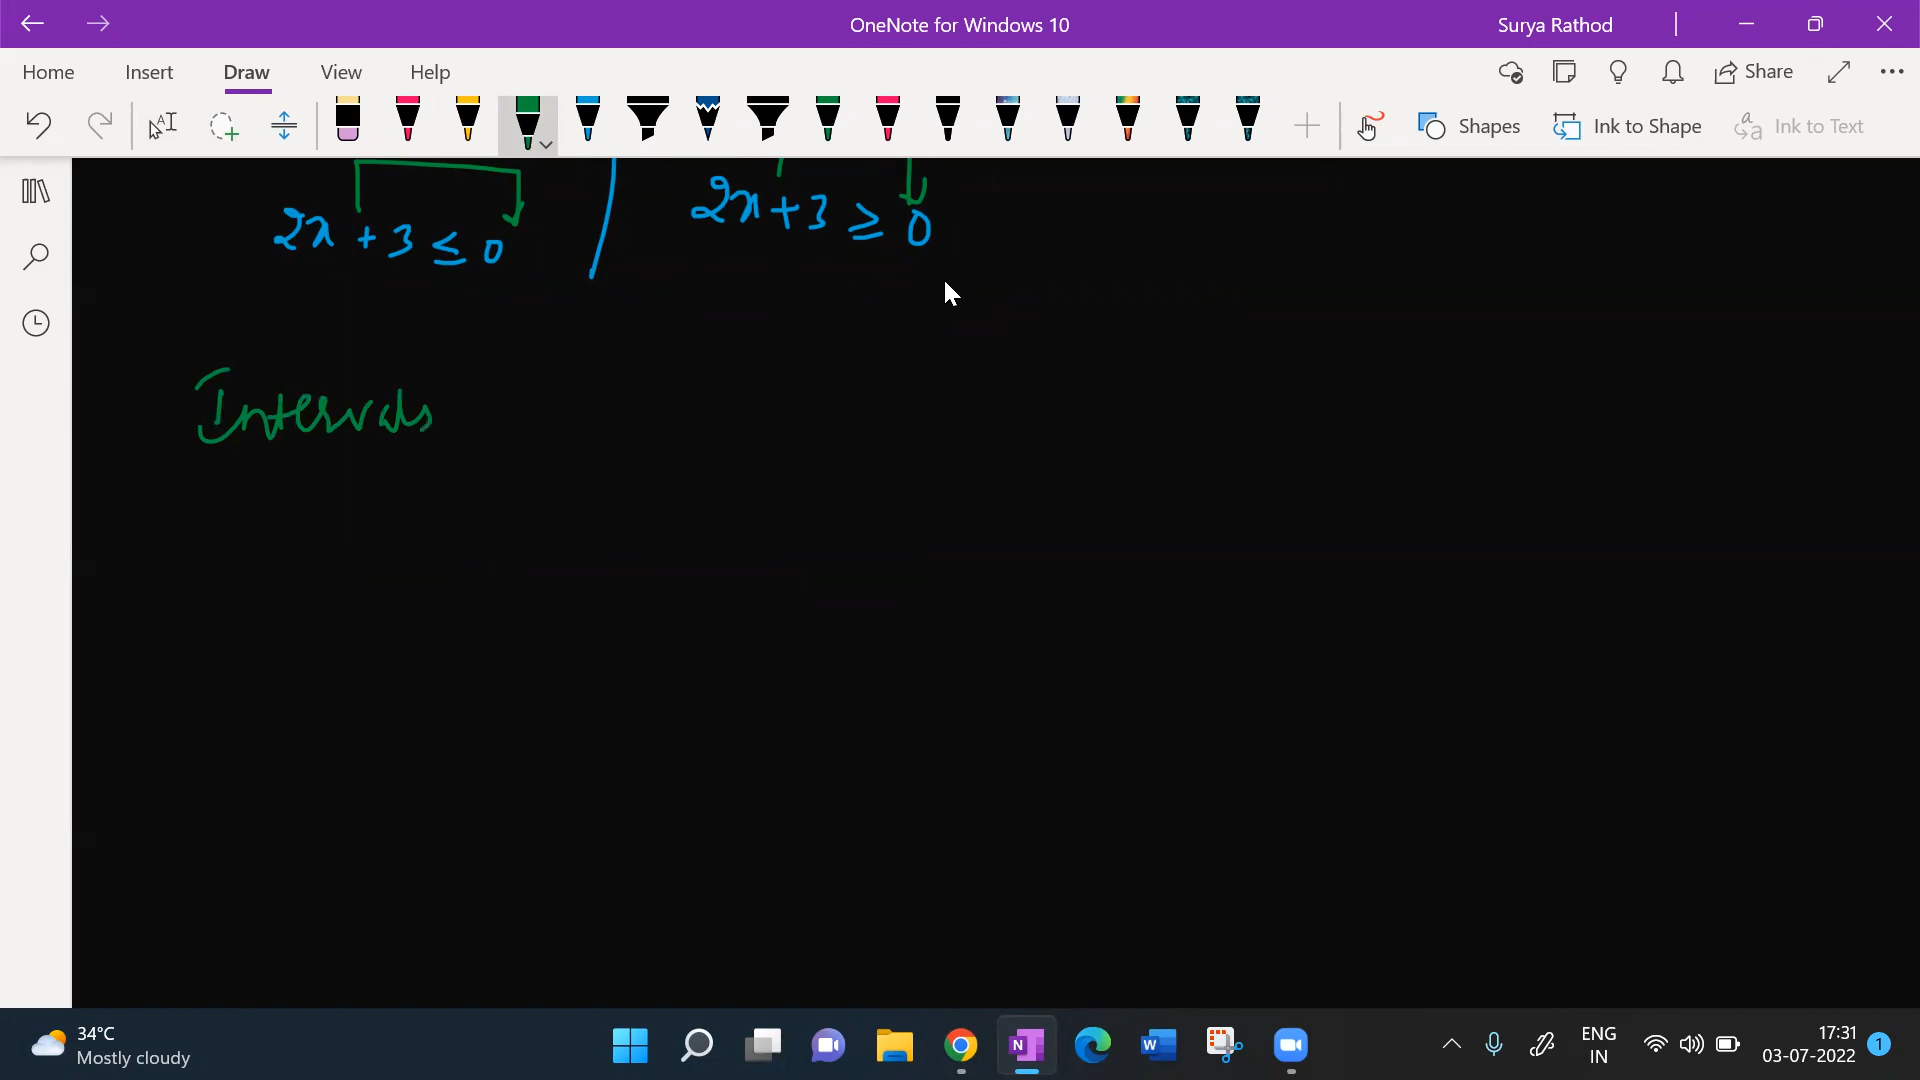 OneNote for Windows 10
Surya Rathod
Home Insert Draw View Help
Share
Shapes Ink to Shape Ink to Text
2x + 3 ≤ 0
2x + 3 ≥ 0
Intervals
34°C
Mostly cloudy
ENG
IN
17:31
03-07-2022
1